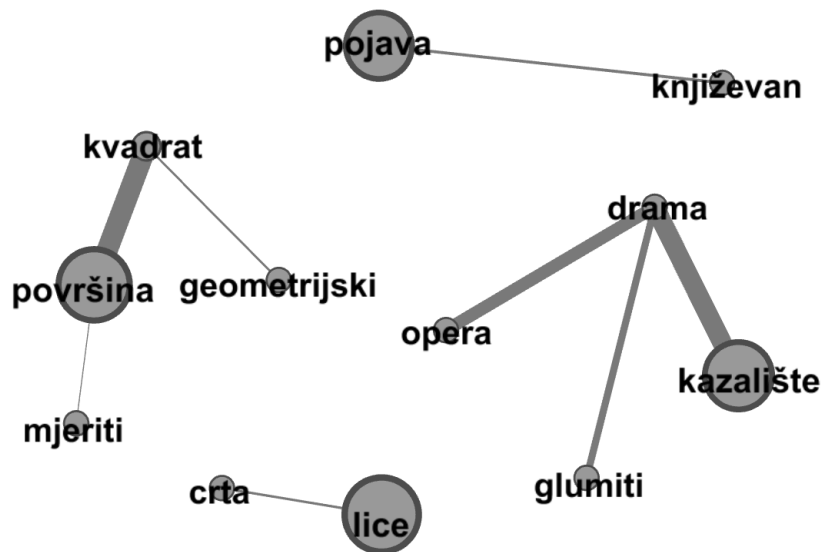 pojava
književan
kvadrat
drama
površina
geometrijski
opera
kazalište
mjeriti
crta
glumiti
lice